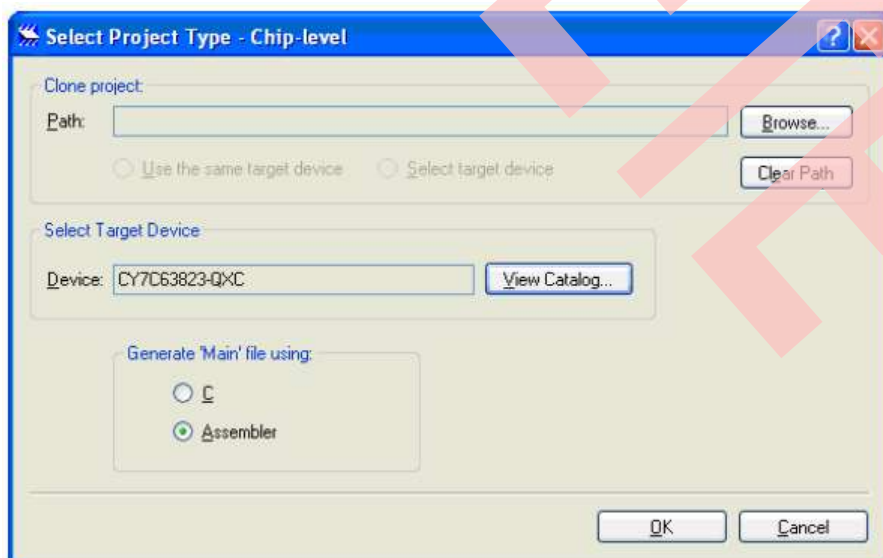 Select Project Type - Chip-level
Clone project:
Path:
Browse...
Use the same target device
Select target device
Clear Path
Select Target Device
Device: CY7C63823-QXC
View Catalog...
Generate 'Main' file using:
C
Assembler
OK
Cancel